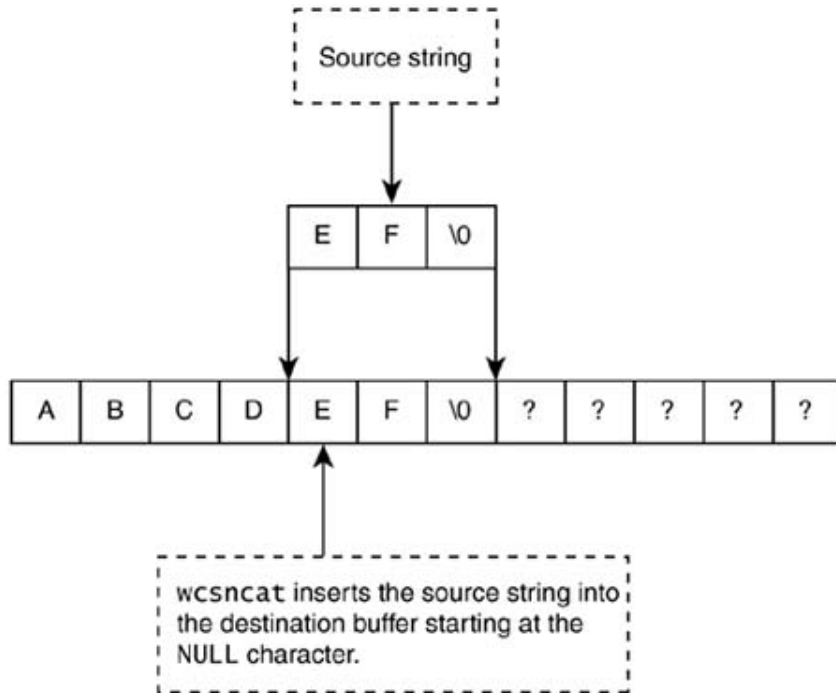 Source string
E F \0
A B C D E F \0 ? ? ? ? ?
wcsncat inserts the source string into
the destination buffer starting at the
NULL character.